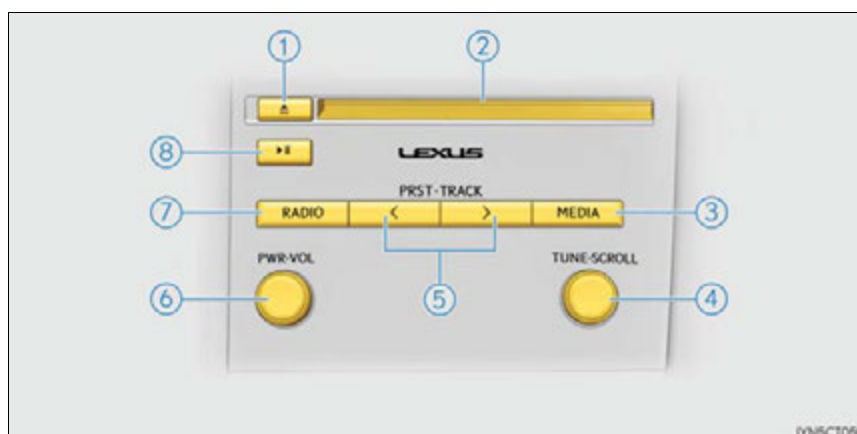 1 2
8 LEXUS
PRST-TRACK
7 RADIO < > MEDIA 3
PWR-VOL TUNE-SCROLL
6 5 4